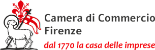 Camera di Commercio
Firenze
dal 1770 la casa delle imprese